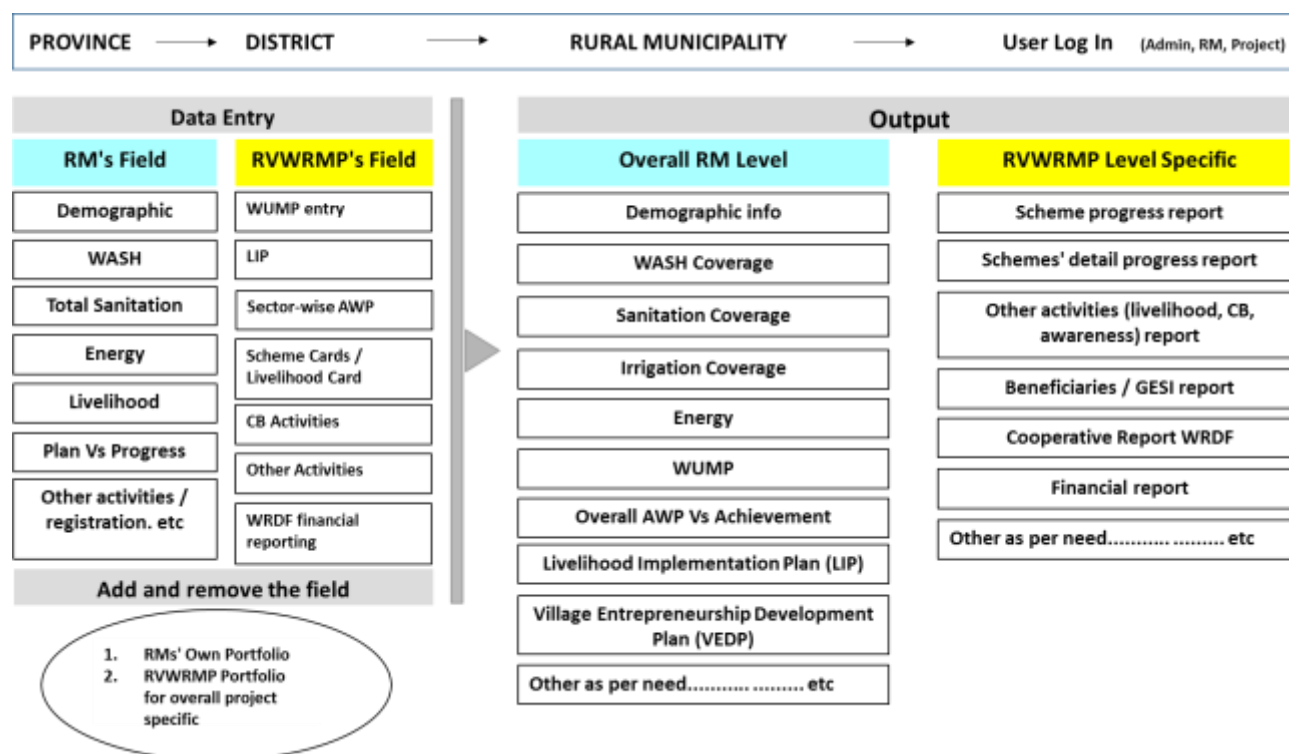 PROVINCE
DISTRICT
RURAL MUNICIPALITY
User Log In (Admin, RM, Project)
Data Entry
RM's Field
Demographic
WASH
Total Sanitation
Energy
Livelihood
Plan Vs Progress
Other activities /
registration. etc
RVWRMP's Field
WUMP entry
LIP
Sector-wise AWP
Scheme Cards /
Livelihood Card
CB Activities
Other Activities
WRDF financial
reporting
Add and remove the field
1. RMs' Own Portfolio
2. RVWRMP Portfolio
for overall project
specific
Output
Overall RM Level
Demographic info
WASH Coverage
Sanitation Coverage
Irrigation Coverage
Energy
WUMP
Overall AWP Vs Achievement
Livelihood Implementation Plan (LIP)
Village Entrepreneurship Development
Plan (VEDP)
Other as per need........... ......... etc
RVWRMP Level Specific
Scheme progress report
Schemes' detail progress report
Other activities (livelihood, CB,
awareness) report
Beneficiaries / GESI report
Cooperative Report WRDF
Financial report
Other as per need........... ......... etc